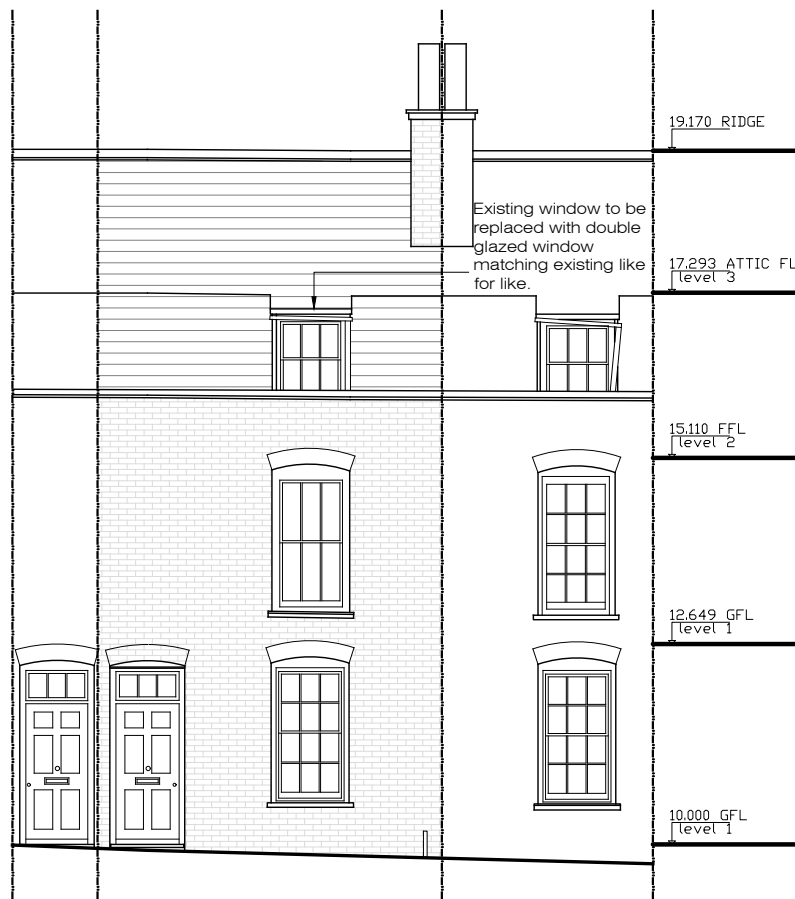 19.170 RIDGE
Existing window to be
replaced with double
glazed window
matching existing like
for like.
17.293 ATTIC FL
level 3
15.110 FFL
level 2
12.649 GFL
level 1
10.000 GFL
level 1